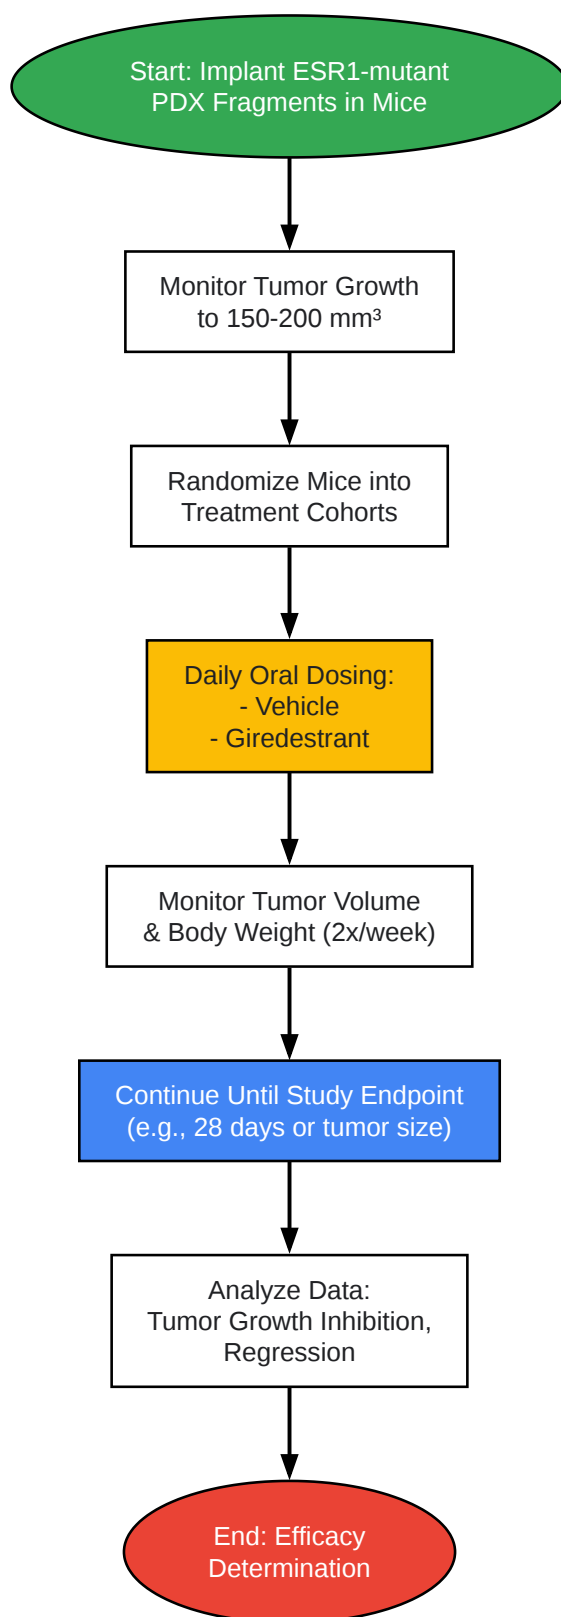 Start: Implant ESR1-mutant
PDX Fragments in Mice
Monitor Tumor Growth
to 150-200 mm³
Randomize Mice into
Treatment Cohorts
Daily Oral Dosing:
- Vehicle
- Giredestrant
Monitor Tumor Volume
& Body Weight (2x/week)
Continue Until Study Endpoint
(e.g., 28 days or tumor size)
Analyze Data:
Tumor Growth Inhibition,
Regression
End: Efficacy
Determination